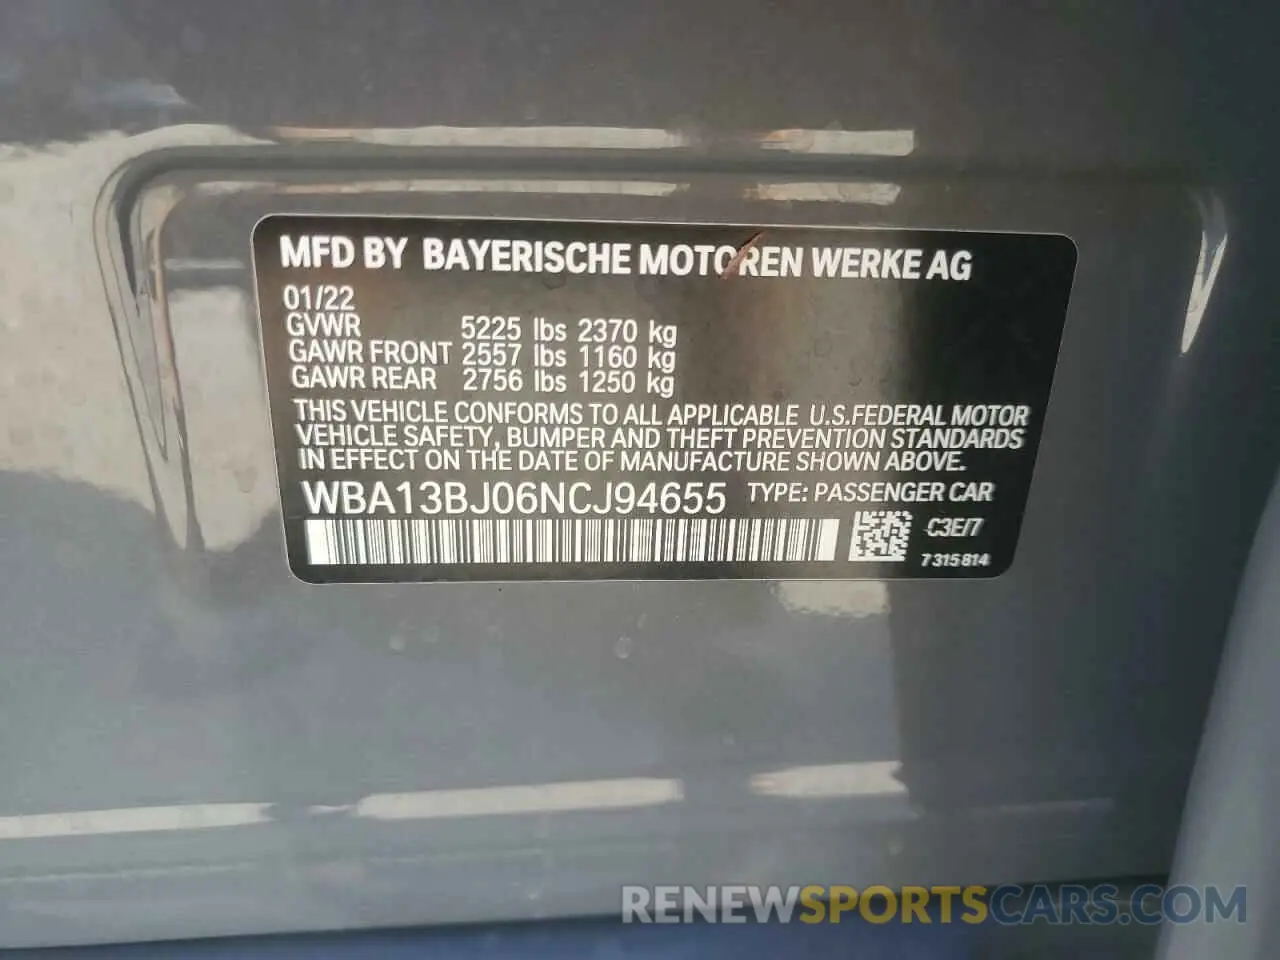 MFD BY BAYERISCHE MOTOREN WERKE AG
01/22
GVWR 5225 lbs 2370 kg
GAWR FRONT 2557 lbs 1160 kg
GAWR REAR 2756 lbs 1250 kg
THIS VEHICLE CONFORMS TO ALL APPLICABLE U.S.FEDERAL MOTOR
VEHICLE SAFETY, BUMPER AND THEFT PREVENTION STANDARDS
IN EFFECT ON THE DATE OF MANUFACTURE SHOWN ABOVE.
WBA13BJ06NCJ94655 TYPE: PASSENGER CAR
C3E/7
7315814
RENEWSPORTSCARS.COM